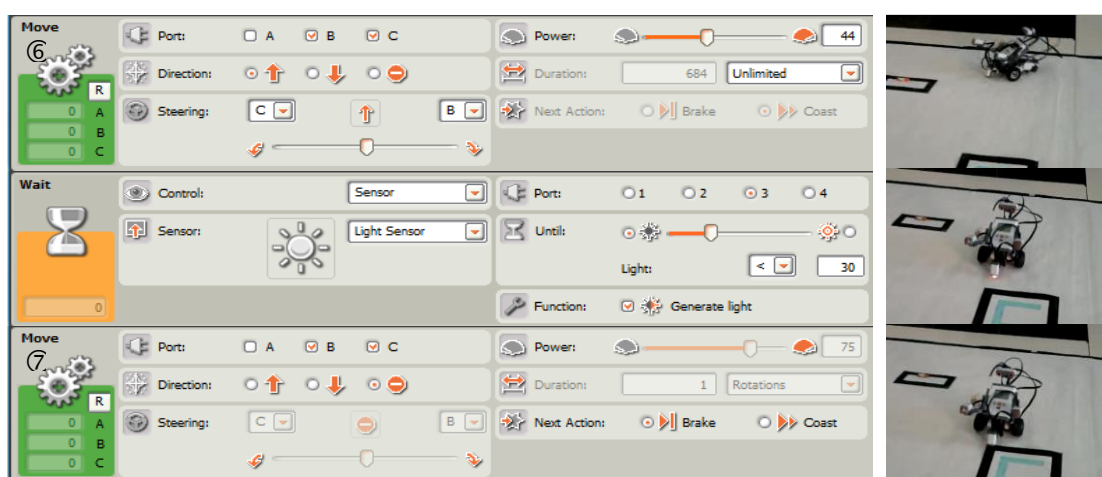 Move
⑥
Port: A B C
Power: 44
Direction:
Duration: 684 Unlimited
R
Steering: C B
Next Action: Brake Coast
0 A
0 B
0 C
Wait
Control: Sensor
Port: 1 2 3 4
Sensor: Light Sensor
Until:
Light: < 30
0
Function: Generate light
Move
⑦
Port: A B C
Power: 75
Direction:
Duration: 1 Rotations
R
Steering: C B
Next Action: Brake Coast
0 A
0 B
0 C